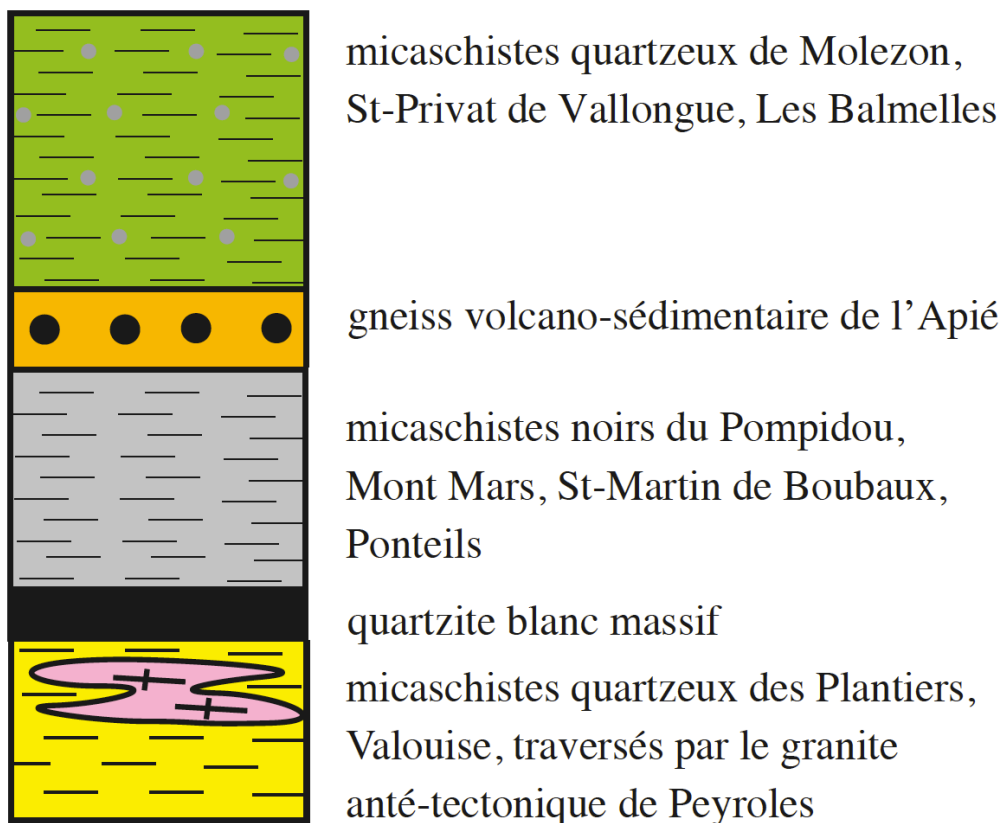 micaschistes quartzeux de Molezon,
St-Privat de Vallongue, Les Balmelles
gneiss volcano-sédimentaire de l’Apié
micaschistes noirs du Pompidou,
Mont Mars, St-Martin de Boubaux,
Ponteils
quartzite blanc massif
micaschistes quartzeux des Plantiers,
Valouise, traversés par le granite
anté-tectonique de Peyroles